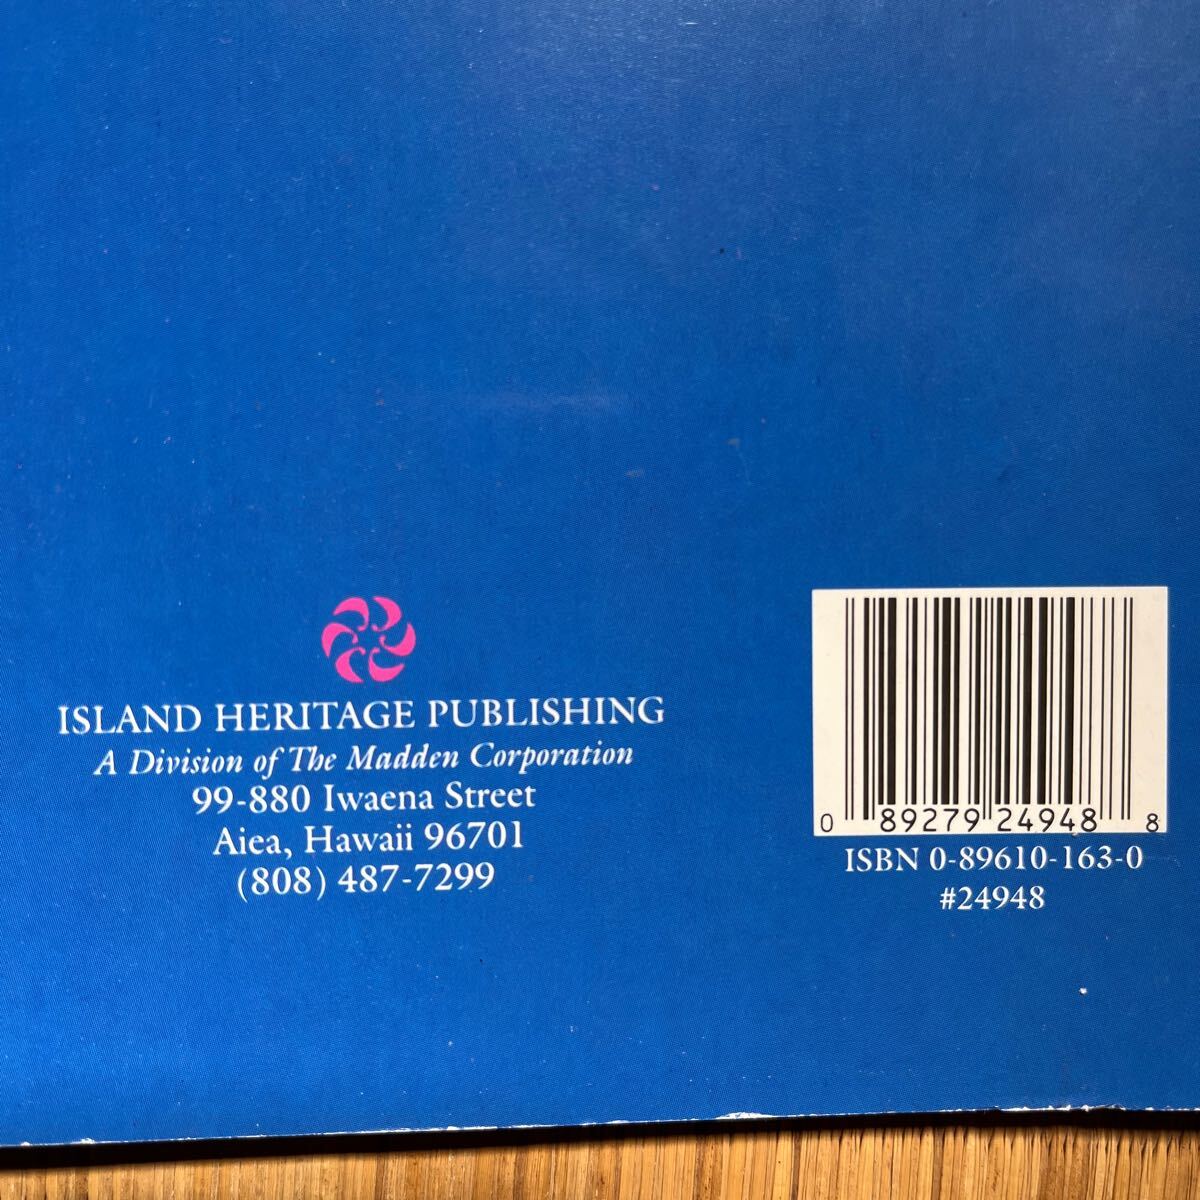 ISLAND HERITAGE PUBLISHING
A Division of The Madden Corporation
99-880 Iwaena Street
Aiea, Hawaii 96701
(808) 487-7299
0 89279 24948 8
ISBN 0-89610-163-0
#24948